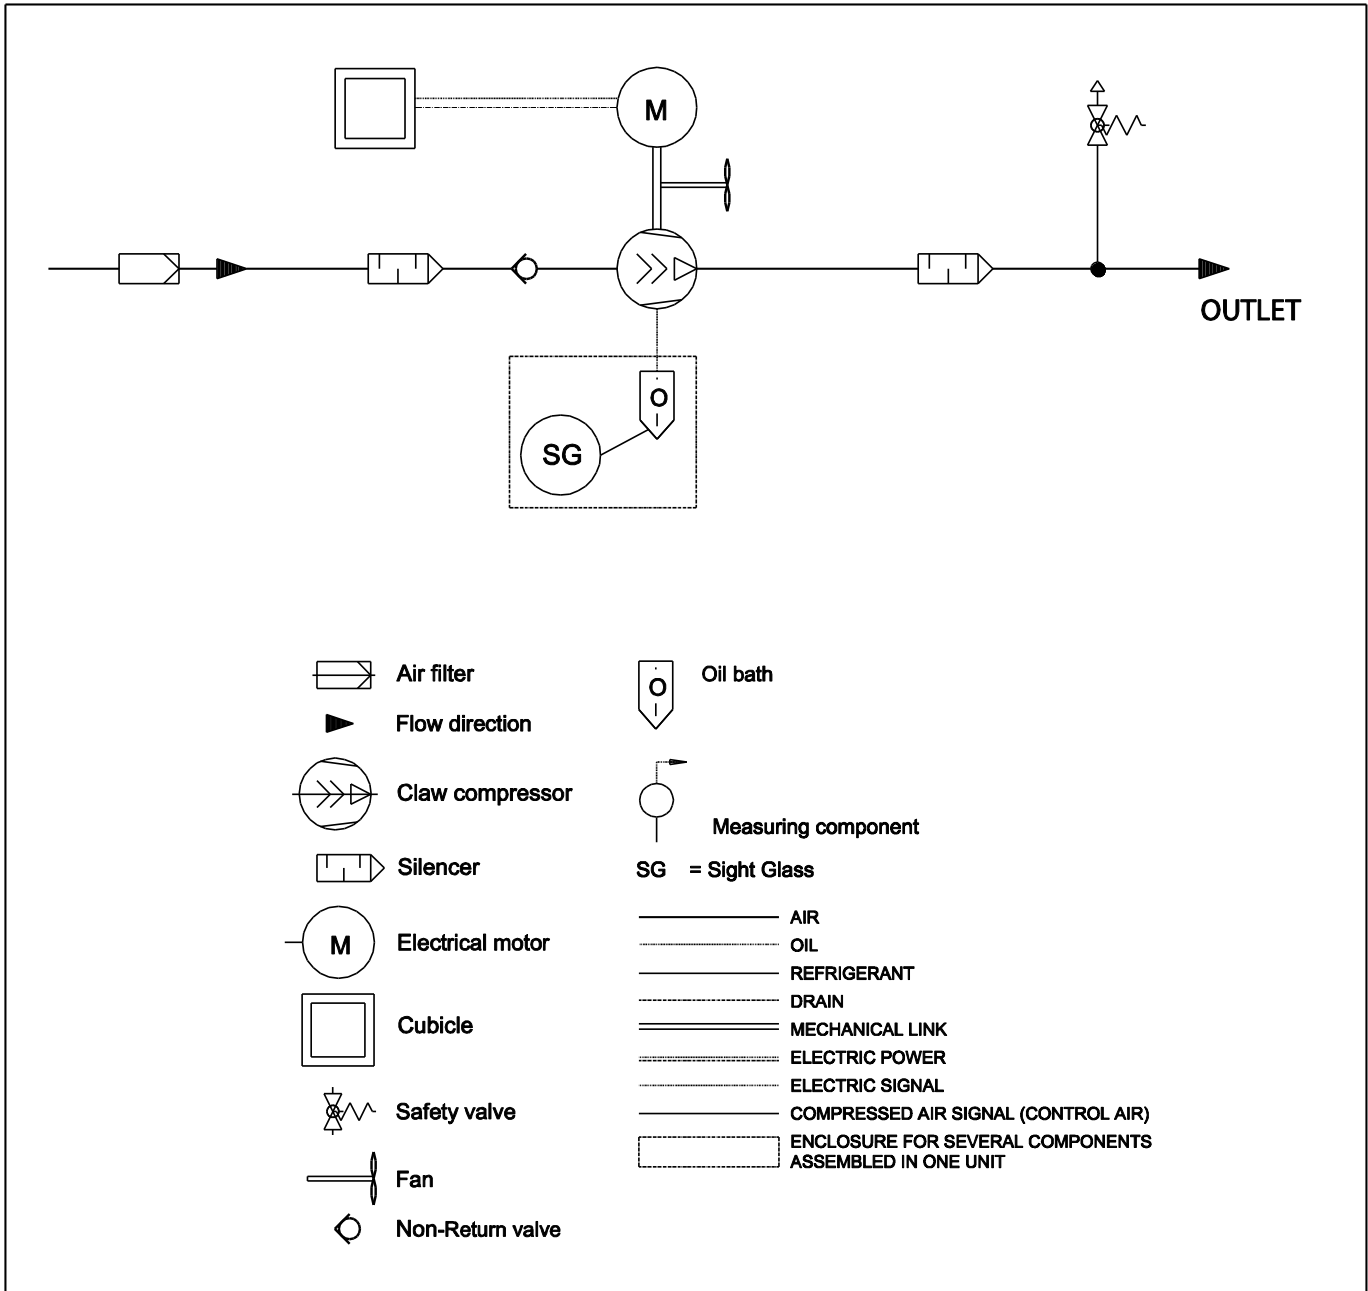 M
OUTLET
O
SG
Air filter
Flow direction
Claw compressor
Silencer
M
Electrical motor
Cubicle
Safety valve
Fan
Non-Return valve
O
Oil bath
Measuring component
SG = Sight Glass
AIR
OIL
REFRIGERANT
DRAIN
MECHANICAL LINK
ELECTRIC POWER
ELECTRIC SIGNAL
COMPRESSED AIR SIGNAL (CONTROL AIR)
ENCLOSURE FOR SEVERAL COMPONENTS
ASSEMBLED IN ONE UNIT